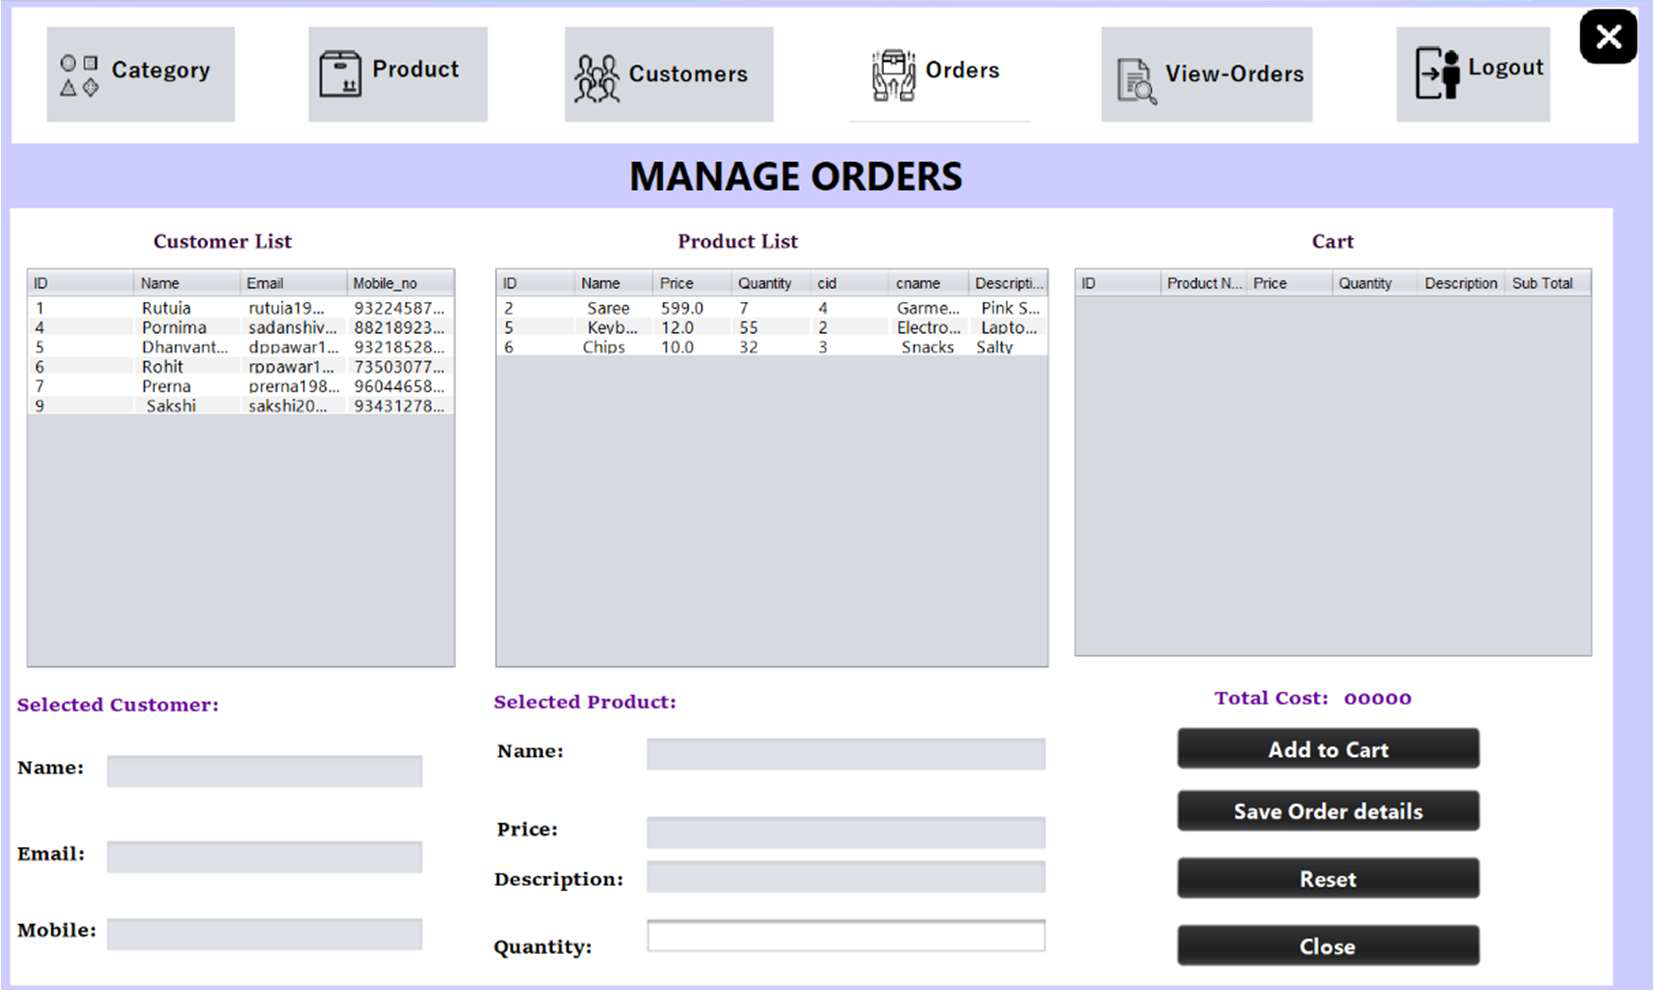 Category Product Customers Orders View-Orders Logout
MANAGE ORDERS
Customer List
ID Name Email Mobile_no
1 Rutuja rutuja19... 93224587...
4 Pornima sadanshiv... 88218923...
5 Dhanvant... dppawar1... 93218528...
6 Rohit rppawar1... 73503077...
7 Prerna prerna198... 96044658...
9 Sakshi sakshi20... 93431278...
Product List
ID Name Price Quantity cid cname Descripti...
2 Saree 599.0 7 4 Garme... Pink S...
5 Keyb... 12.0 55 2 Electro... Lapto...
6 Chips 10.0 32 3 Snacks Salty
Cart
ID Product N... Price Quantity Description Sub Total
Selected Customer:
Name:
Email:
Mobile:
Selected Product:
Name:
Price:
Description:
Quantity:
Total Cost: 00000
Add to Cart
Save Order details
Reset
Close